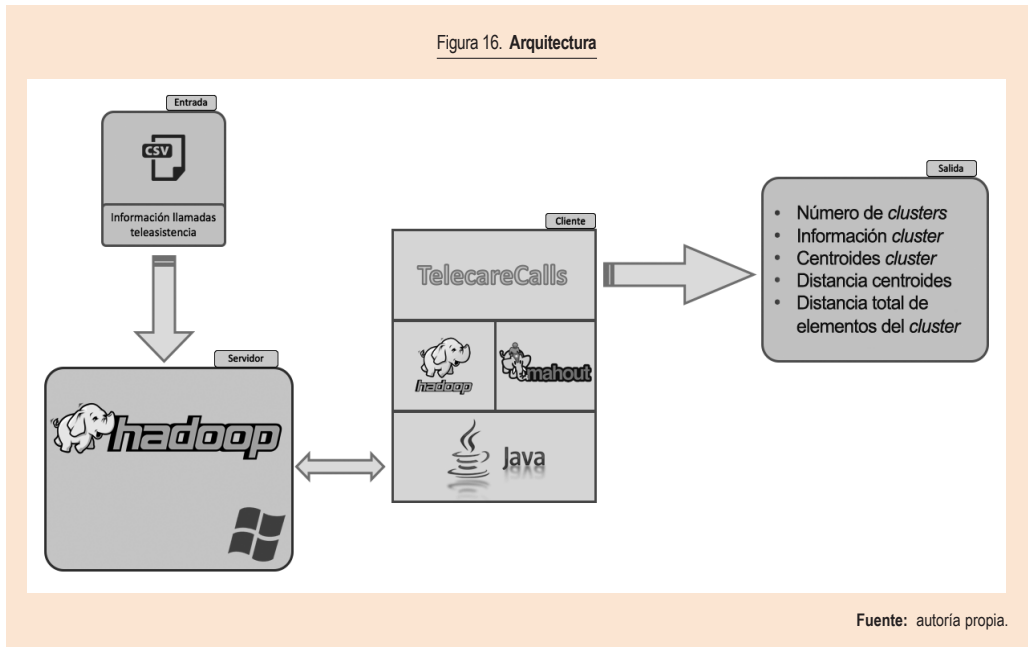 Figura 16. Arquitectura
Entrada
CSV
Información llamadas
teleasistencia
Servidor
hadoop
Cliente
TelecareCalls
hadoop
mahout
Java
Salida
• Número de clusters
• Información cluster
• Centroides cluster
• Distancia centroides
• Distancia total de
elementos del cluster
Fuente: autoría propia.